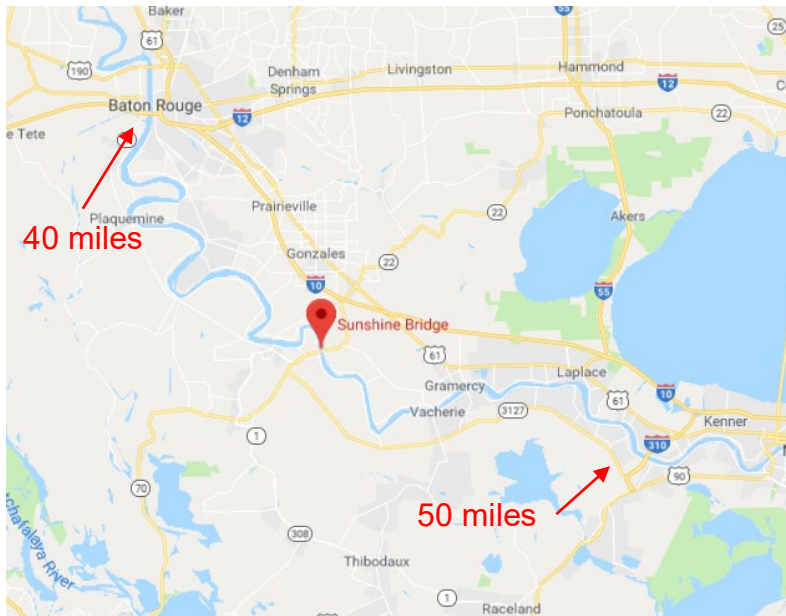 Baker
61
55
25
190
Denham
Springs
Livingston
Hammond
12
Baton Rouge
12
Ponchatoula
22
e Tete
Prairieville
22
Akers
Plaquemine
40 miles
Gonzales
22
10
55
Sunshine Bridge
61
Laplace
Gramercy
10
61
Vacherie
3127
Kenner
1
310
90
70
50 miles
tchafalaya River
308
Thibodaux
1
Raceland